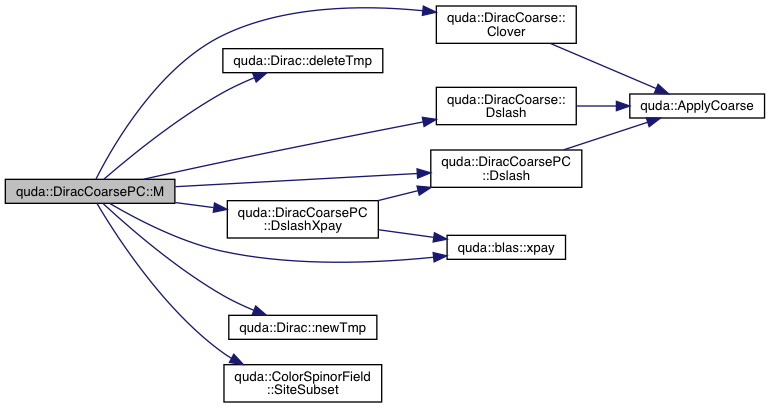 quda::DiracCoarse::
Clover
quda::Dirac::deleteTmp
quda::DiracCoarse::
Dslash
quda::ApplyCoarse
quda::DiracCoarsePC
::Dslash
quda::DiracCoarsePC::M
quda::DiracCoarsePC
::DslashXpay
quda::blas::xpay
quda::Dirac::newTmp
quda::ColorSpinorField
::SiteSubset